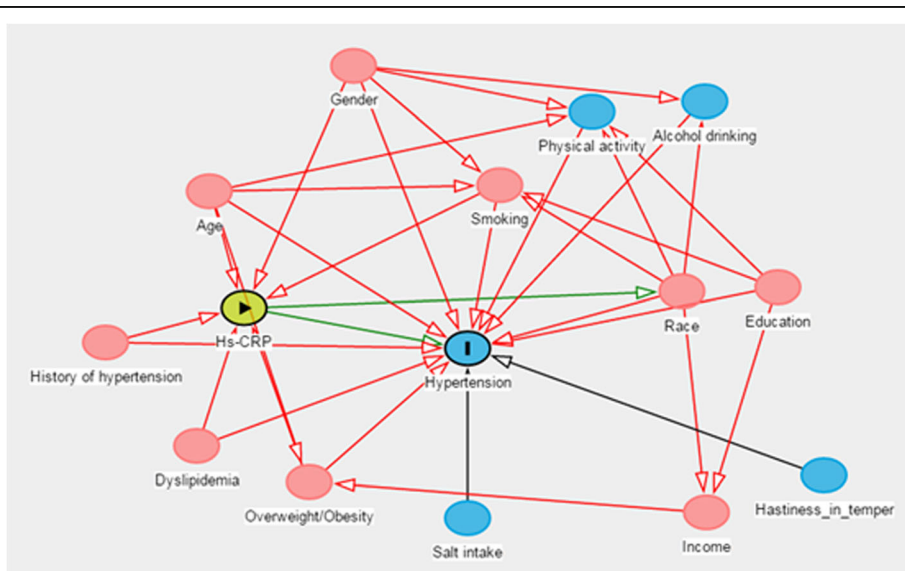 Gender
Physical activity
Alcohol drinking
Smoking
Age
Race
Education
Hs-CRP
History of hypertension
Hypertension
Dyslipidemia
Overweight/Obesity
Salt intake
Income
Hastiness_in_temper